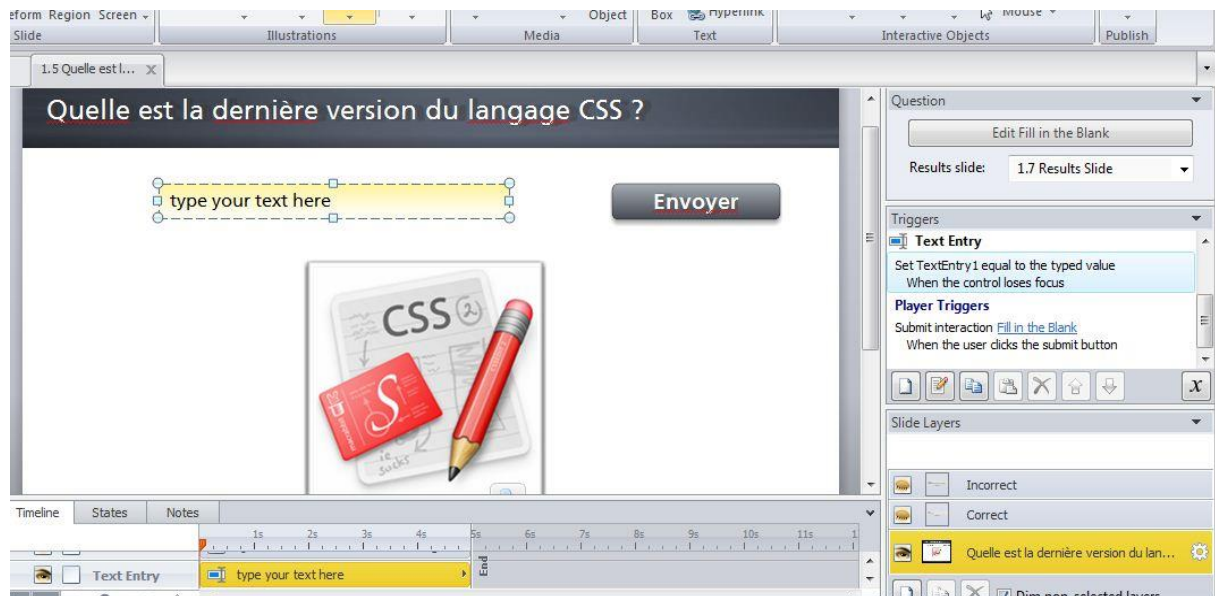 eform Region Screen
Object
Box Hyperlink
Mouse
Slide
Illustrations
Media
Text
Interactive Objects
Publish
1.5 Quelle est l...
Quelle est la dernière version du langage CSS ?
type your text here
Envoyer
CSS 2
ie
sucks
Question
Edit Fill in the Blank
Results slide: 1.7 Results Slide
Triggers
Text Entry
Set TextEntry1 equal to the typed value
When the control loses focus
Player Triggers
Submit interaction Fill in the Blank
When the user clicks the submit button
x
Slide Layers
Incorrect
Correct
Quelle est la dernière version du lan...
Dim non-selected layers
Timeline States Notes
1s 2s 3s 4s 5s 6s 7s 8s 9s 10s 11s 1
End
Text Entry type your text here